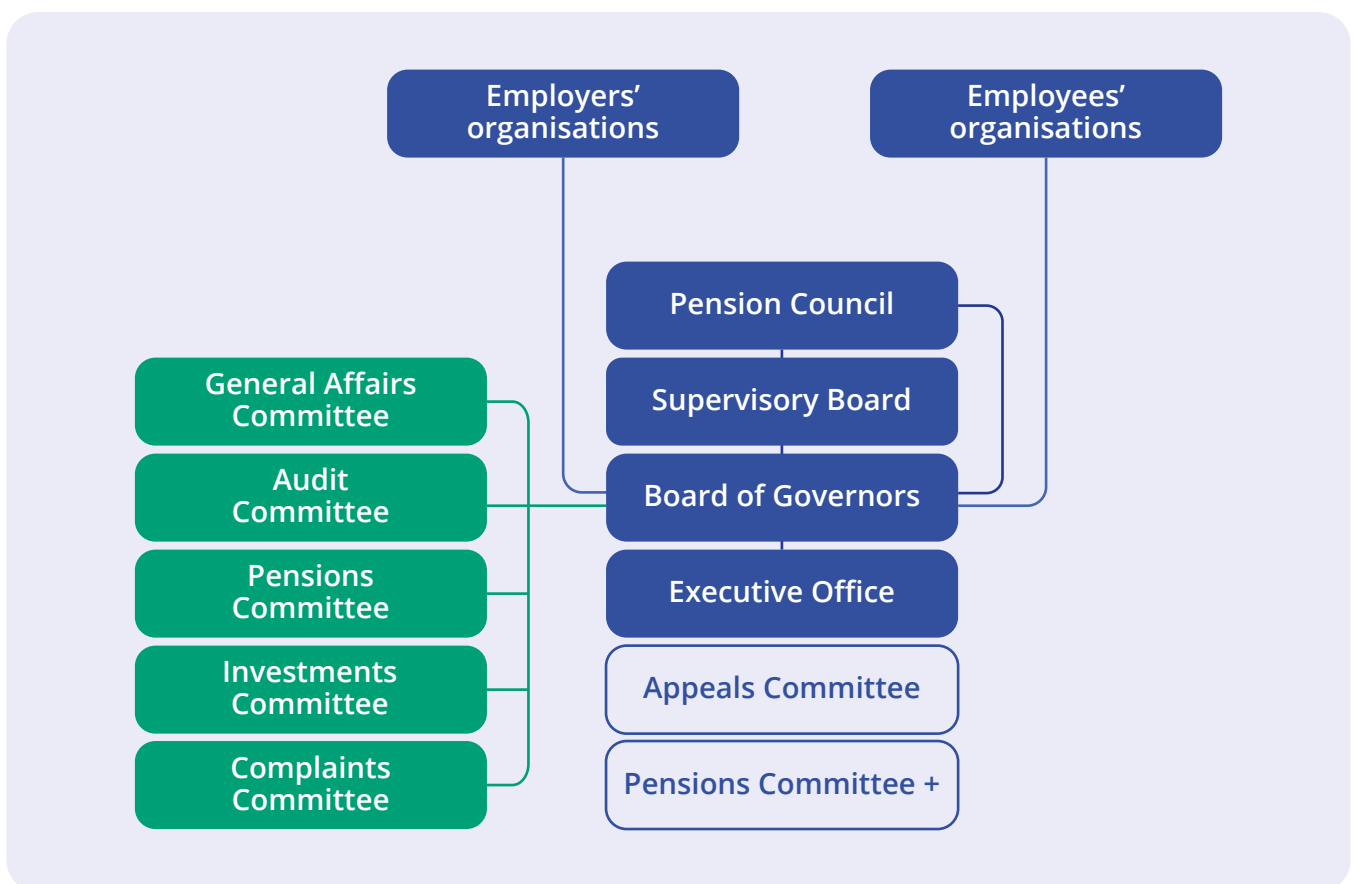 Employers’
organisations
Employees’
organisations
Pension Council
Supervisory Board
Board of Governors
Executive Office
Appeals Committee
Pensions Committee +
General Affairs
Committee
Audit
Committee
Pensions
Committee
Investments
Committee
Complaints
Committee